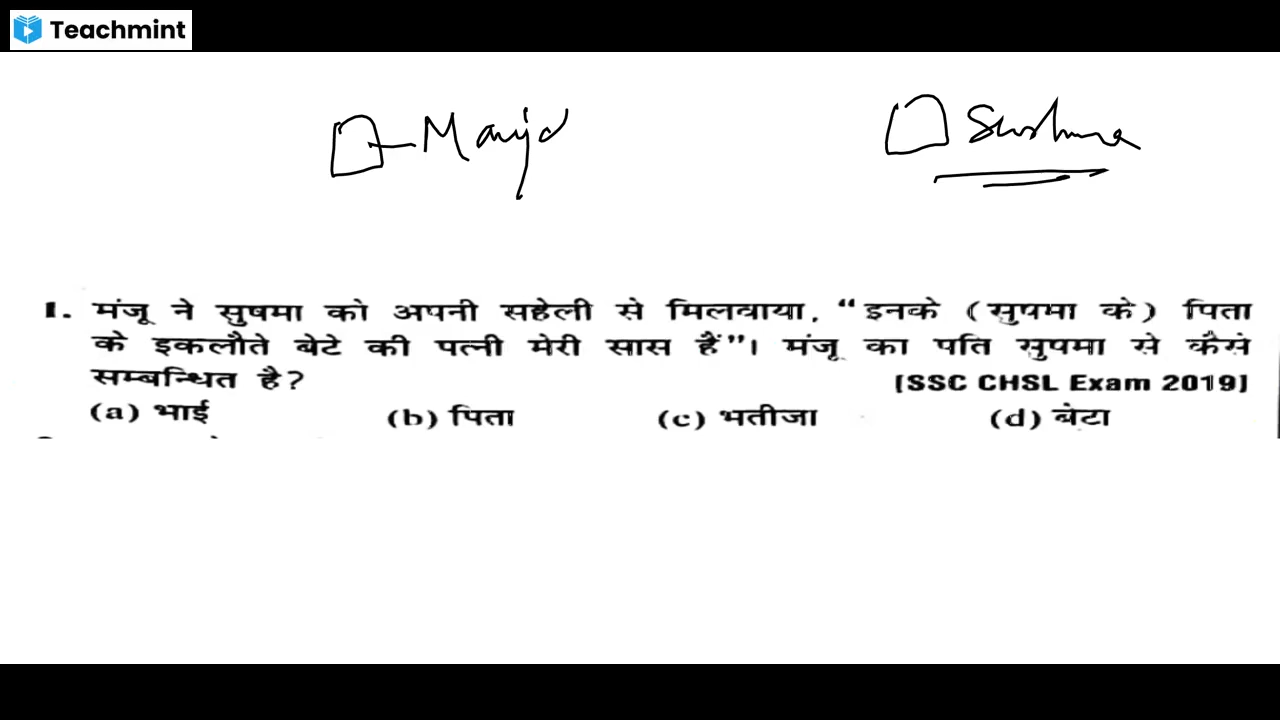 Teachmint
Manju
Sushma
1. मंजू ने सुषमा को अपनी सहेली से मिलवाया, “इनके (सुषमा के) पिता
के इकलौते बेटे की पत्नी मेरी सास हैं”। मंजू का पति सुषमा से कैसे
सम्बन्धित है?
[SSC CHSL Exam 2019]
(a) भाई (b) पिता (c) भतीजा (d) बेटा